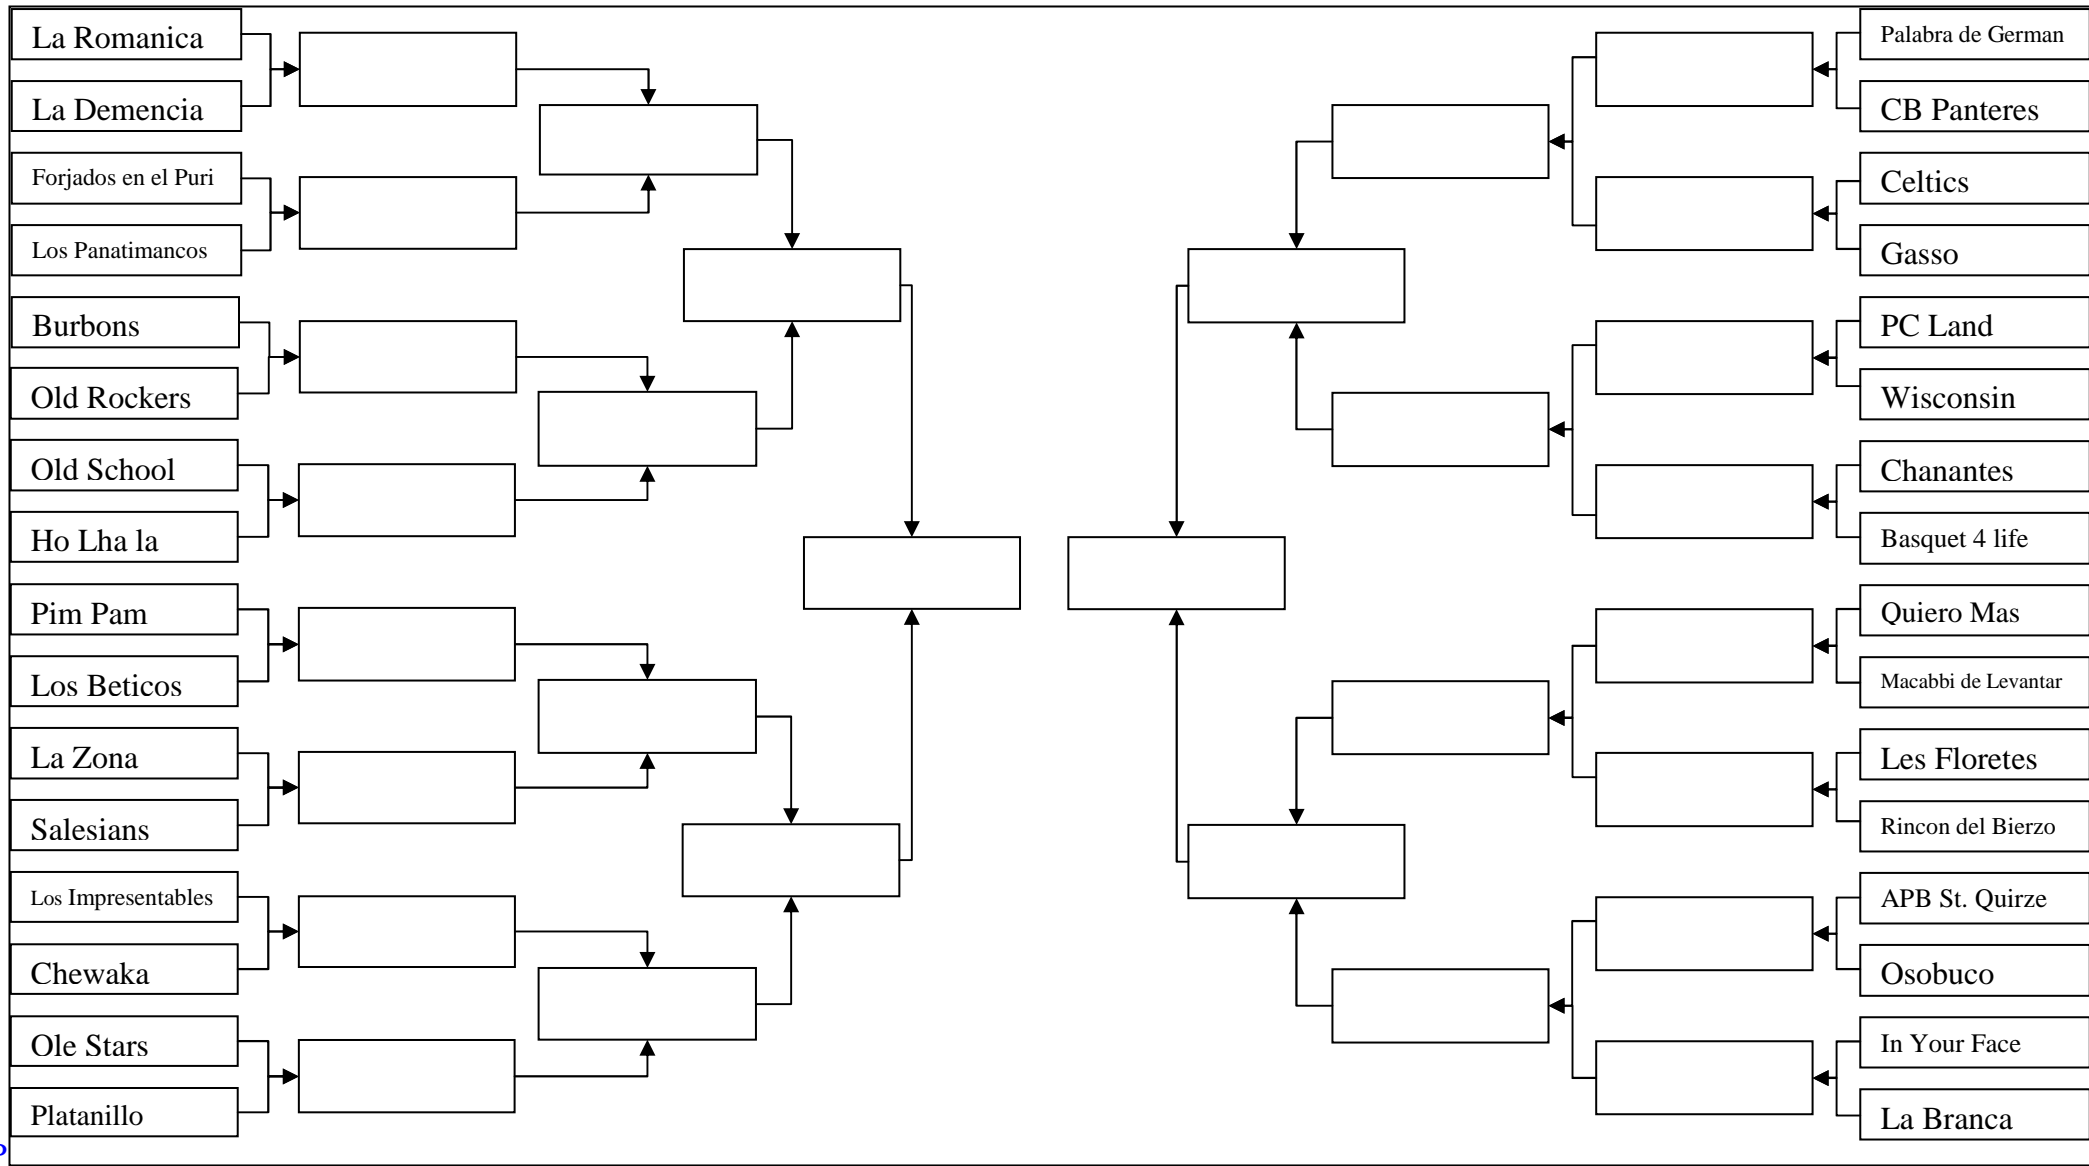 La Romanica
La Demencia
Forjados en el Puri
Los Panatimancos
Burbons
Old Rockers
Old School
Ho Lha la
Pim Pam
Los Beticos
La Zona
Salesians
Los Impresentables
Chewaka
Ole Stars
Platanillo
Palabra de German
CB Panteres
Celtics
Gasso
PC Land
Wisconsin
Chanantes
Basquet 4 life
Quiero Mas
Macabbi de Levantar
Les Floretes
Rincon del Bierzo
APB St. Quirze
Osobuco
In Your Face
La Branca